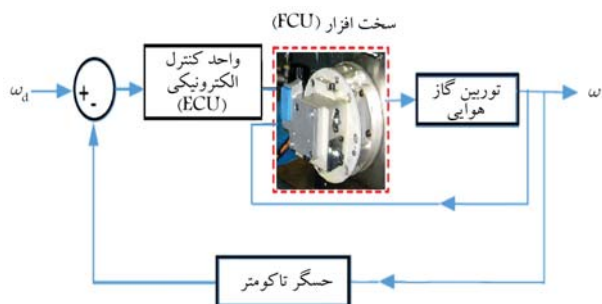 سخت افزار (FCU)
واحد کنترل
الکترونیکی
(ECU)
توربین گاز
هوایی
ω
ω_d
+
-
حسگر تاکومتر